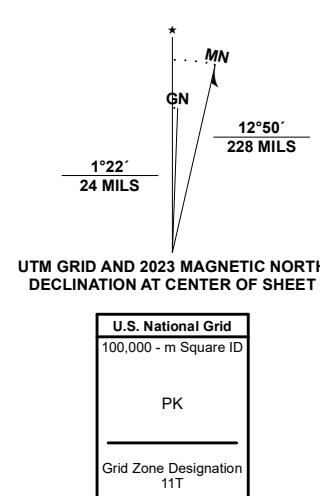 ★
MN
GN
12°50´
228 MILS
1°22´
24 MILS
UTM GRID AND 2023 MAGNETIC NORTH
DECLINATION AT CENTER OF SHEET
U.S. National Grid
100,000 - m Square ID
PK
Grid Zone Designation
11T